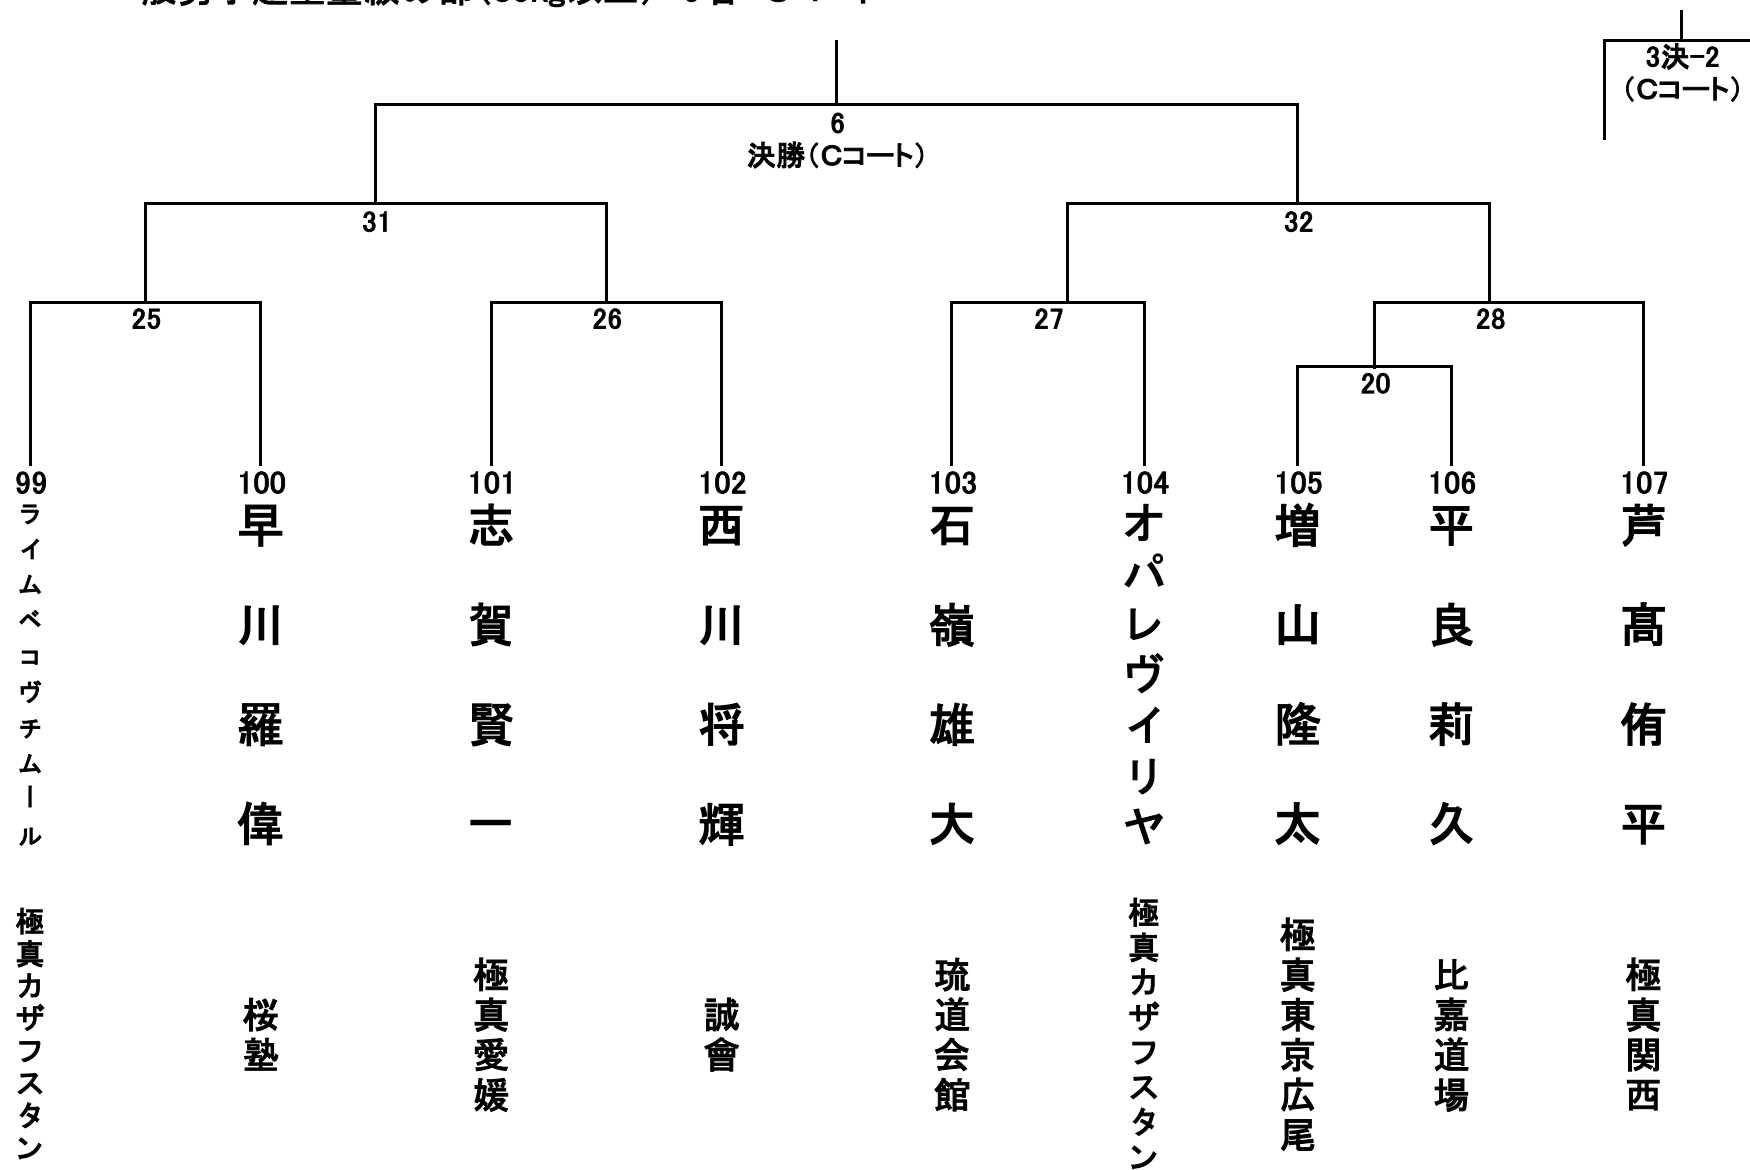 3決-2
（Cコート）
6
決勝（Cコート）
31
32
25
26
27
28
20
99
ライムベコヴチムール
極真カザフスタン
100
早川羅偉
桜塾
101
志賀賢一
極真愛媛
102
西川将輝
誠會
103
石嶺雄大
琉道会館
104
オパレヴイリヤ
極真カザフスタン
105
増山隆太
極真東京広尾
106
平良莉久
比嘉道場
107
芦髙侑平
極真関西